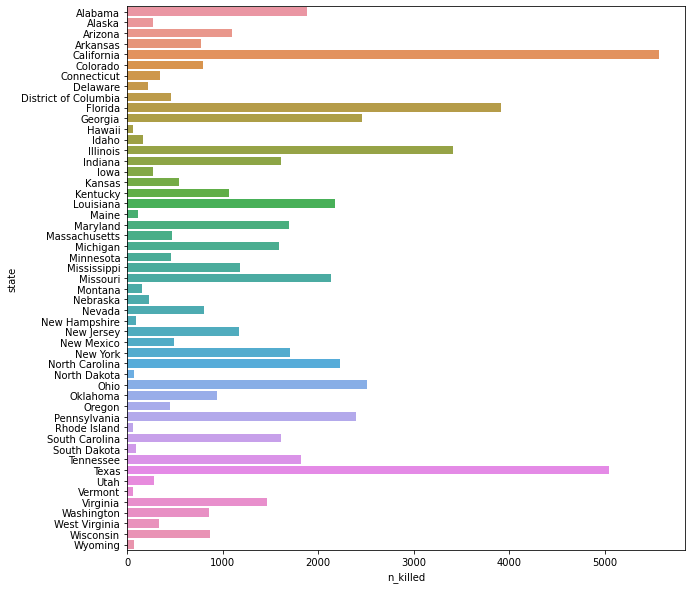 Alabama
Alaska
Arizona
Arkansas
California
Colorado
Connecticut
Delaware
District of Columbia
Florida
Georgia
Hawaii
Idaho
Illinois
Indiana
Iowa
Kansas
Kentucky
Louisiana
Maine
Maryland
Massachusetts
Michigan
Minnesota
Mississippi
Missouri
Montana
Nebraska
Nevada
New Hampshire
New Jersey
New Mexico
New York
North Carolina
North Dakota
Ohio
Oklahoma
Oregon
Pennsylvania
Rhode Island
South Carolina
South Dakota
Tennessee
Texas
Utah
Vermont
Virginia
Washington
West Virginia
Wisconsin
Wyoming
state
0 1000 2000 3000 4000 5000
n_killed